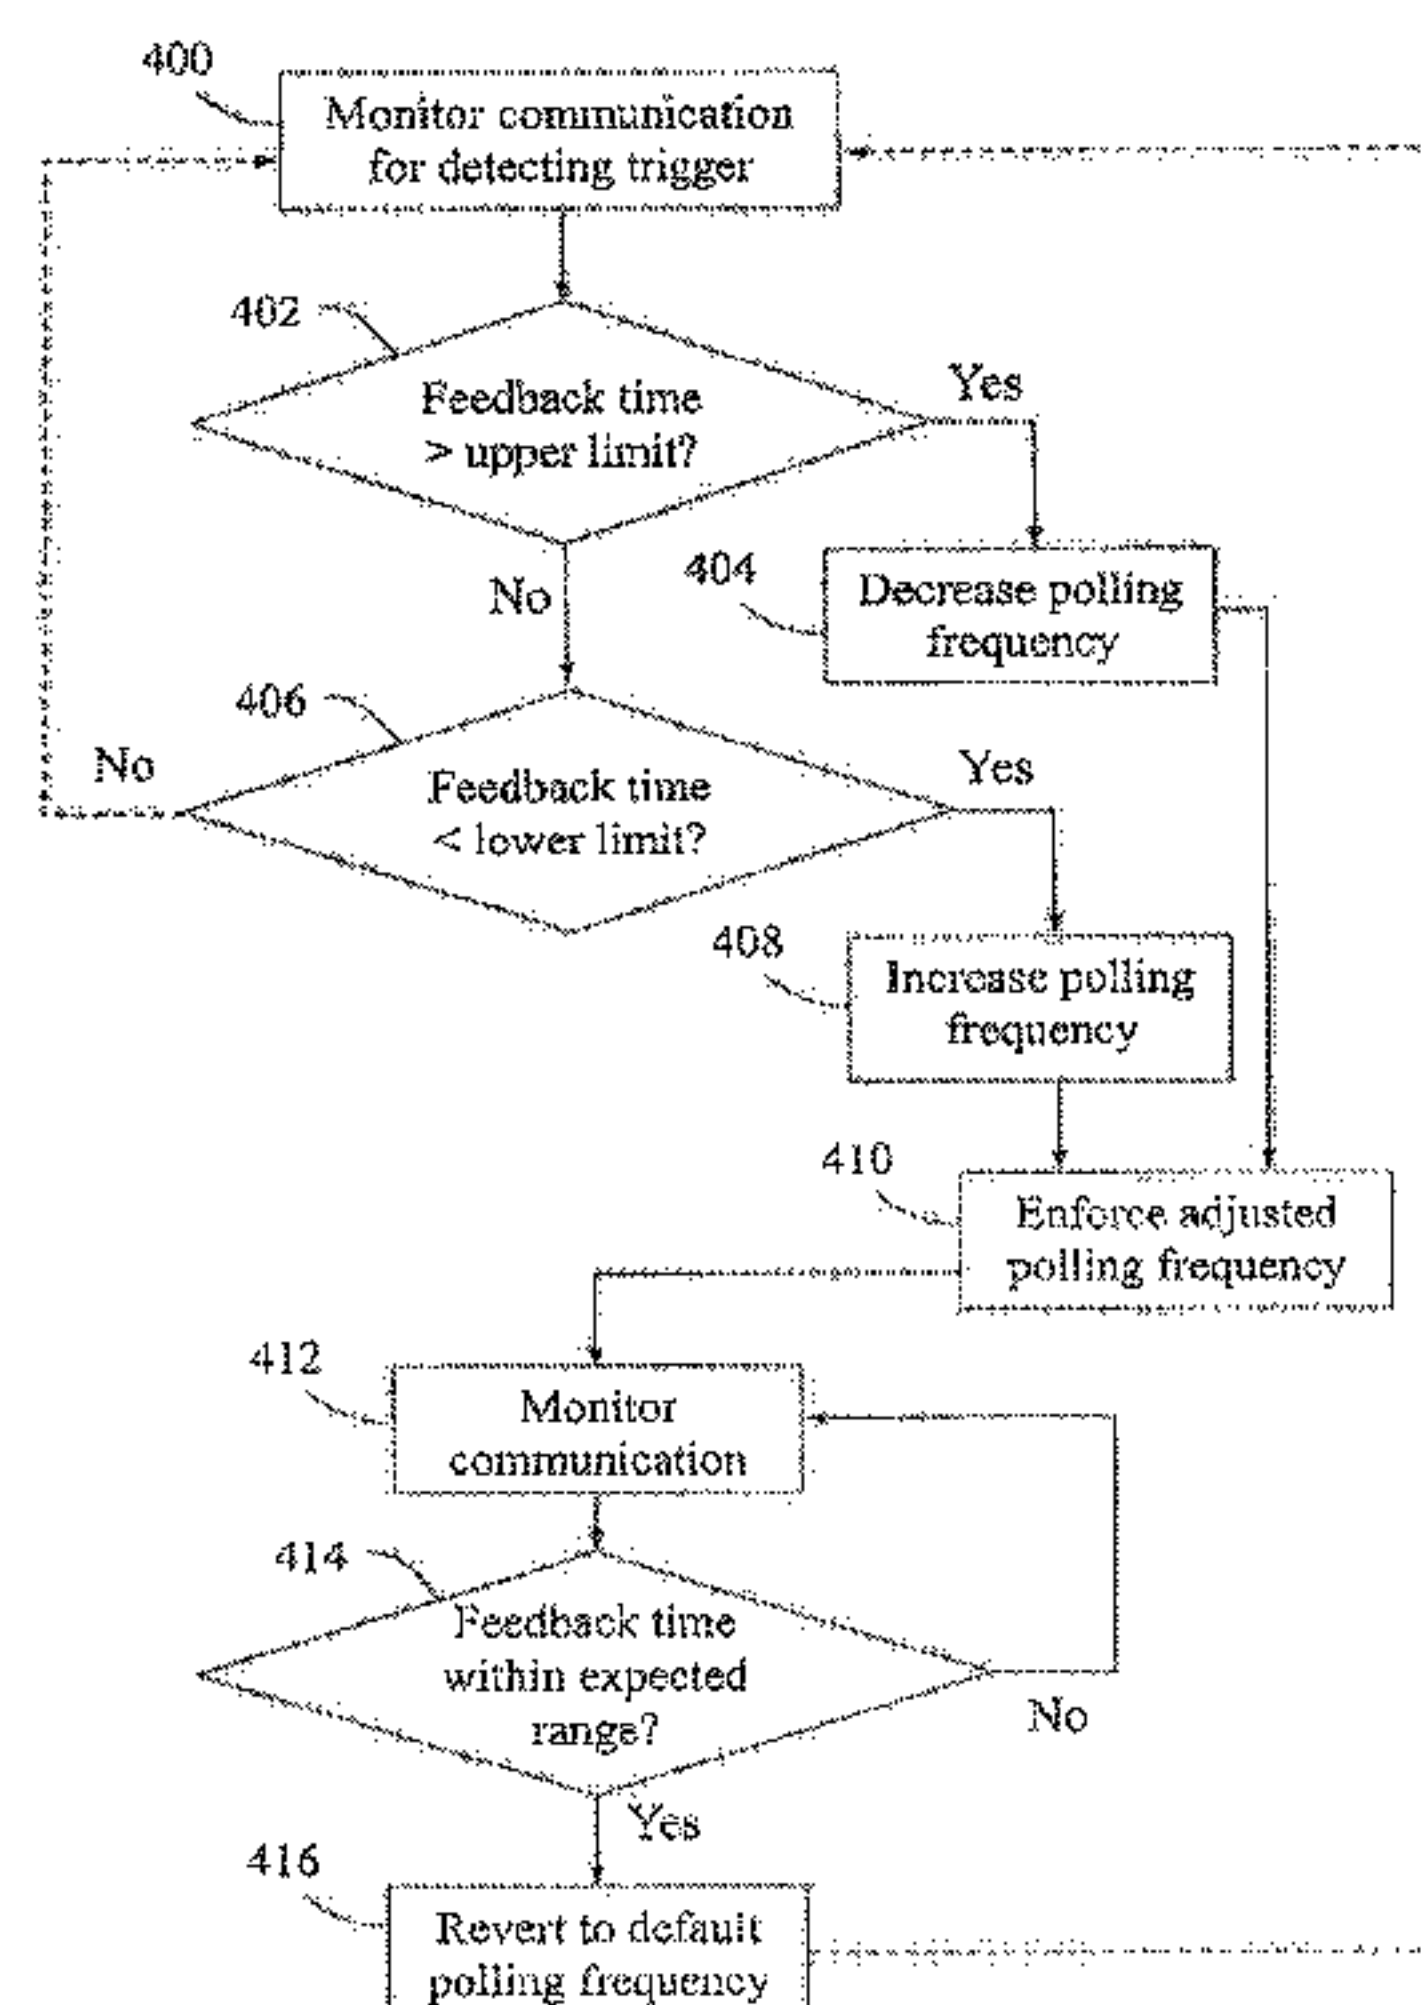 400
Monitor communication
for detecting trigger
402
Feedback time
> upper limit?
Yes
No
404
Decrease polling
frequency
406
Feedback time
< lower limit?
No
Yes
408
Increase polling
frequency
410
Enforce adjusted
polling frequency
412
Monitor
communication
414
Feedback time
within expected
range?
No
Yes
416
Revert to default
polling frequency